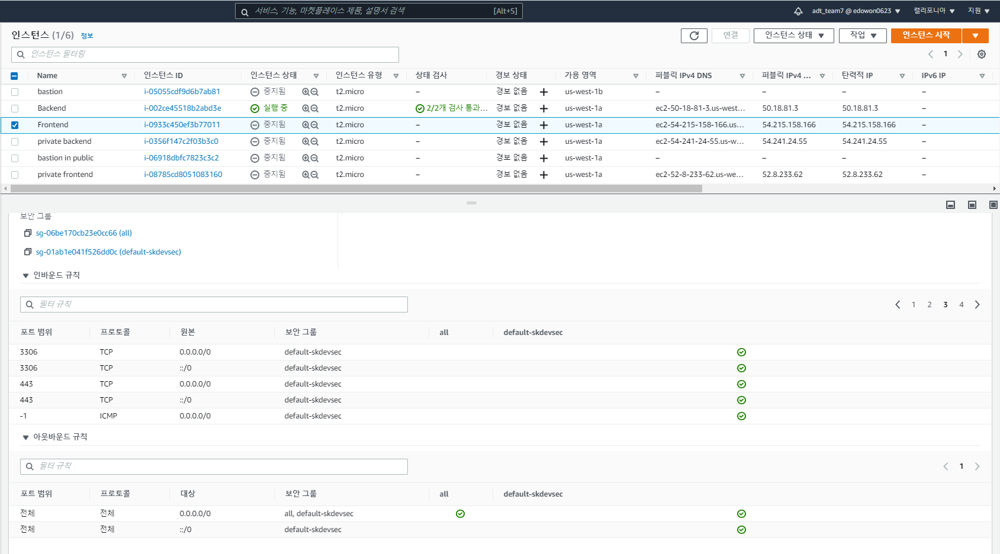 서비스, 기능, 마켓플레이스 제품, 설명서 검색 [Alt+S] adt_team7 @ edowon0623 ▼ 캘리포니아 ▼ 지원 ▼
인스턴스 (1/6) 정보 연결 인스턴스 상태 ▼ 작업 ▼ 인스턴스 시작 ▼
인스턴스 필터링 1
Name 인스턴스 ID 인스턴스 상태 인스턴스 유형 상태 검사 경보 상태 가용 영역 퍼블릭 IPv4 DNS 퍼블릭 IPv4 ... 탄력적 IP IPv6 IP
bastion i-05055cdf9d6b7ab81 중지됨 t2.micro – 경보 없음 + us-west-1b – – – –
Backend i-002ce45518b2abd3e 실행 중 t2.micro 2/2개 검사 통과... 경보 없음 + us-west-1a ec2-50-18-81-3.us-west... 50.18.81.3 50.18.81.3 –
Frontend i-0933c450ef3b77011 중지됨 t2.micro – 경보 없음 + us-west-1a ec2-54-215-158-166.us... 54.215.158.166 54.215.158.166 –
private backend i-0356f147c2f03b3c0 중지됨 t2.micro – 경보 없음 + us-west-1a ec2-54-241-24-55.us-w... 54.241.24.55 54.241.24.55 –
bastion in public i-06918dbfc7823c3c2 중지됨 t2.micro – 경보 없음 + us-west-1a – – – –
private frontend i-08785cd8051083160 중지됨 t2.micro – 경보 없음 + us-west-1a ec2-52-8-233-62.us-we... 52.8.233.62 52.8.233.62 –
보안 그룹
sg-06be170cb23e0cc66 (all)
sg-01ab1e041f526dd0c (default-skdevsec)
▼ 인바운드 규칙
필터 규칙 1 2 3 4
포트 범위 프로토콜 원본 보안 그룹 all default-skdevsec
3306 TCP 0.0.0.0/0 default-skdevsec
3306 TCP ::/0 default-skdevsec
443 TCP 0.0.0.0/0 default-skdevsec
443 TCP ::/0 default-skdevsec
-1 ICMP 0.0.0.0/0 default-skdevsec
▼ 아웃바운드 규칙
필터 규칙 1
포트 범위 프로토콜 대상 보안 그룹 all default-skdevsec
전체 전체 0.0.0.0/0 all, default-skdevsec
전체 전체 ::/0 default-skdevsec